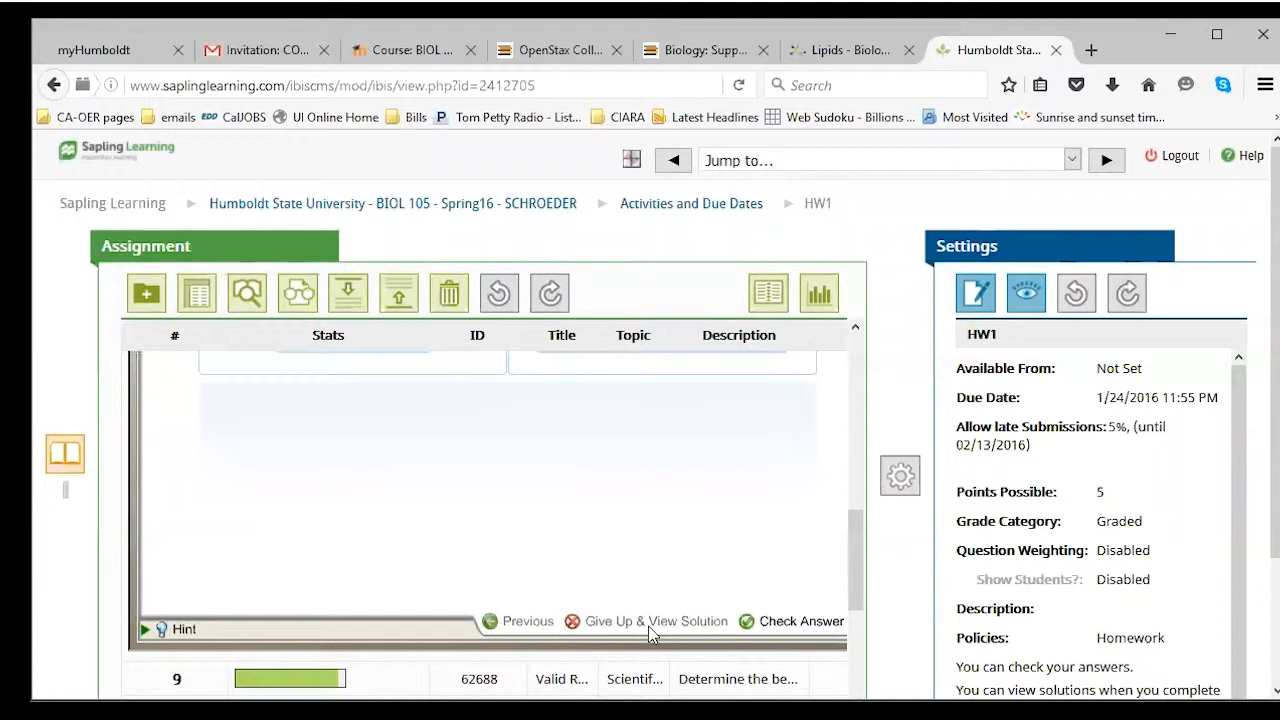 myHumboldt
Invitation: CO...
Course: BIOL ...
OpenStax Coll...
Biology: Supp...
Lipids - Biolo...
Humboldt Sta...
www.saplinglearning.com/ibiscms/mod/ibis/view.php?id=2412705
Search
CA-OER pages
emails
EDD CalJOBS
UI Online Home
Bills
P Tom Petty Radio - List...
CIARA
Latest Headlines
Web Sudoku - Billions ...
Most Visited
Sunrise and sunset tim...
Sapling Learning
macmillan learning
Jump to...
Logout
Help
Sapling Learning
Humboldt State University - BIOL 105 - Spring16 - SCHROEDER
Activities and Due Dates
HW1
Assignment
# Stats ID Title Topic Description
Hint
Previous
Give Up & View Solution
Check Answer
9 62688 Valid R... Scientif... Determine the be...
Settings
HW1
Available From: Not Set
Due Date: 1/24/2016 11:55 PM
Allow late Submissions: 5%, (until
02/13/2016)
Points Possible: 5
Grade Category: Graded
Question Weighting: Disabled
Show Students?: Disabled
Description:
Policies: Homework
You can check your answers.
You can view solutions when you complete